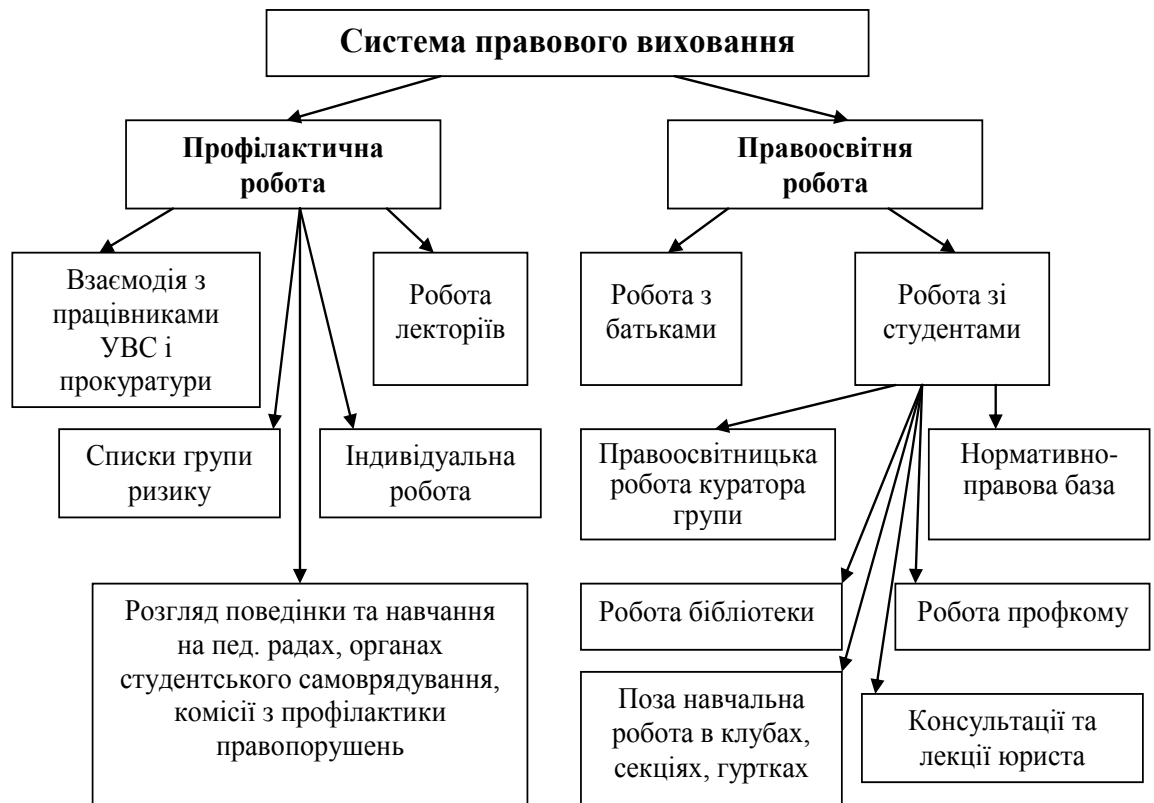 Система правового виховання
Профілактична
робота
Правоосвітня
робота
Взаємодія з
працівниками
УВС і
прокуратури
Робота
лекторіїв
Робота з
батьками
Робота зі
студентами
Списки групи
ризику
Індивідуальна
робота
Правоосвітницька
робота куратора
групи
Нормативно-
правова база
Розгляд поведінки та навчання
на пед. радах, органах
студентського самоврядування,
комісії з профілактики
правопорушень
Робота бібліотеки
Робота профкому
Поза навчальна
робота в клубах,
секціях, гуртках
Консультації та
лекції юриста